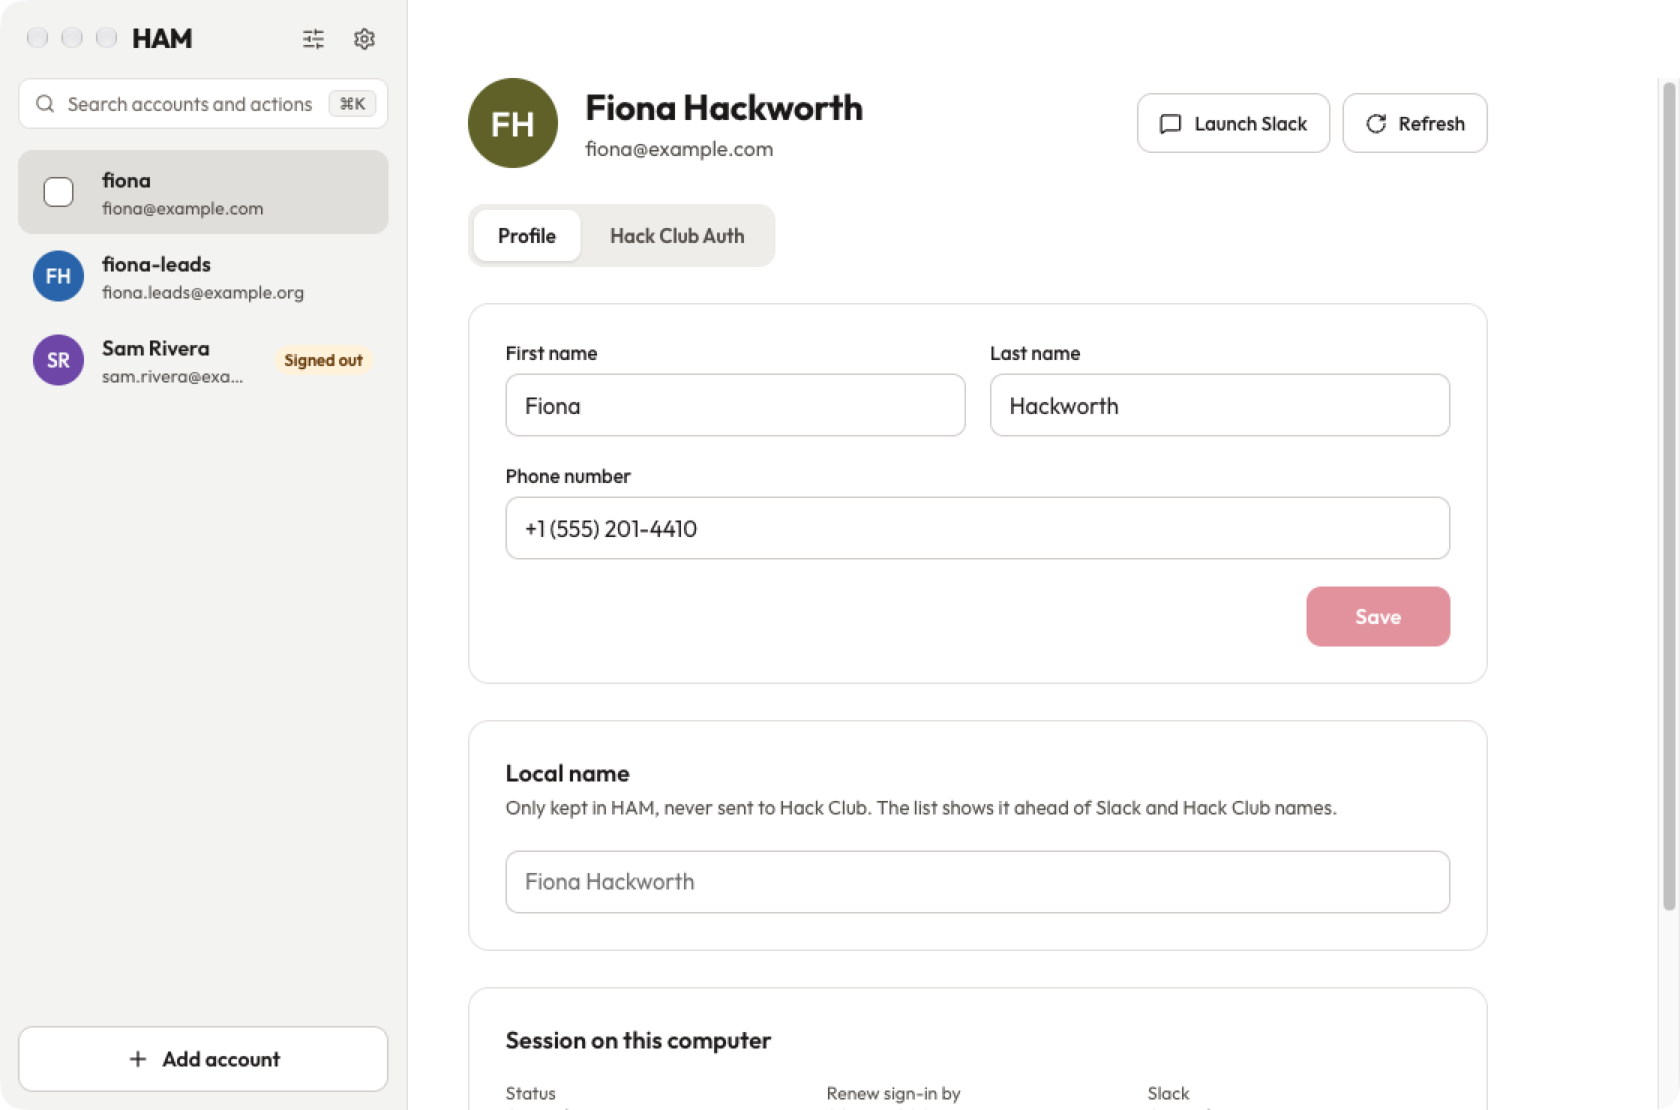 HAM
Search accounts and actions ⌘K
fiona
fiona@example.com
FH
fiona-leads
fiona.leads@example.org
SR
Sam Rivera
sam.rivera@exa...
Signed out
+ Add account
FH
Fiona Hackworth
fiona@example.com
Launch Slack
Refresh
Profile
Hack Club Auth
First name
Last name
Fiona
Hackworth
Phone number
+1 (555) 201-4410
Save
Local name
Only kept in HAM, never sent to Hack Club. The list shows it ahead of Slack and Hack Club names.
Fiona Hackworth
Session on this computer
Status
Renew sign-in by
Slack